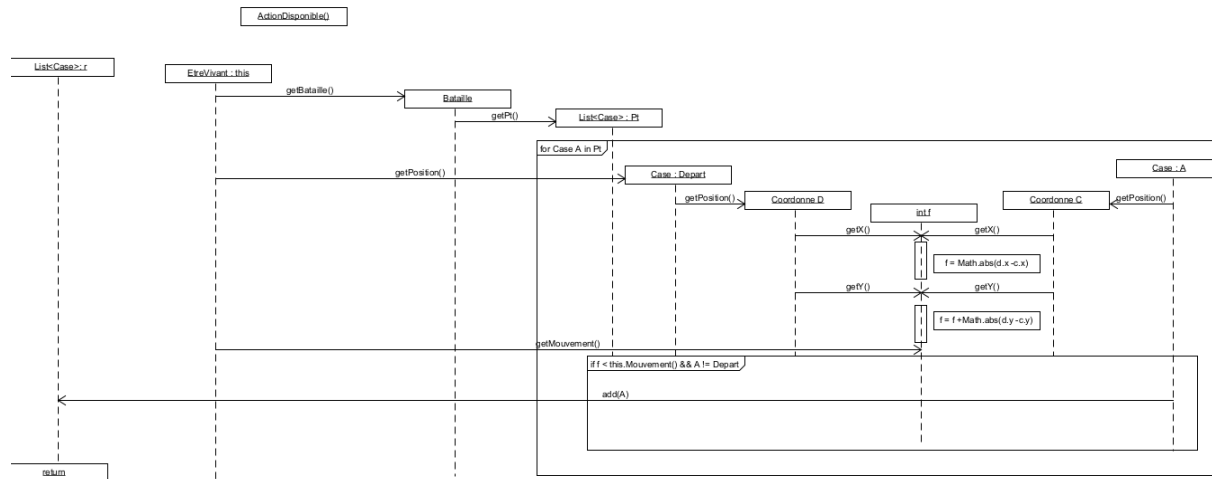 ActionDisponible()
List<Case>: r
EtreVivant : this
getBataille()
Bataille
getPt()
List<Case> : Pt
for Case A in Pt
getPosition()
Case : Depart
Case : A
getPosition()
Coordonne D
int f
Coordonne C
getPosition()
getX()
getX()
f = Math.abs(d.x -c.x)
getY()
getY()
f = f +Math.abs(d.y -c.y)
getMouvement()
if f < this.Mouvement() && A != Depart
add(A)
return